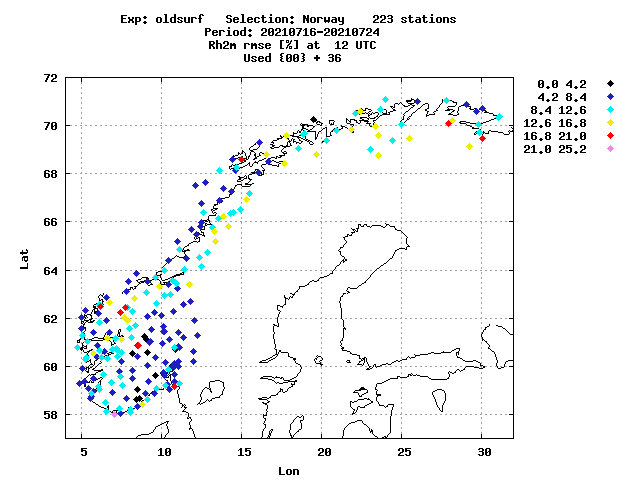 Exp: oldsurf   Selection: Norway    223 stations
Period: 20210716-20210724
Rh2m rmse [%] at  12 UTC
Used {00} + 36
0.0 4.2
4.2 8.4
8.4 12.6
12.6 16.8
16.8 21.0
21.0 25.2
72
70
68
66
64
62
60
58
Lat
5 10 15 20 25 30
Lon